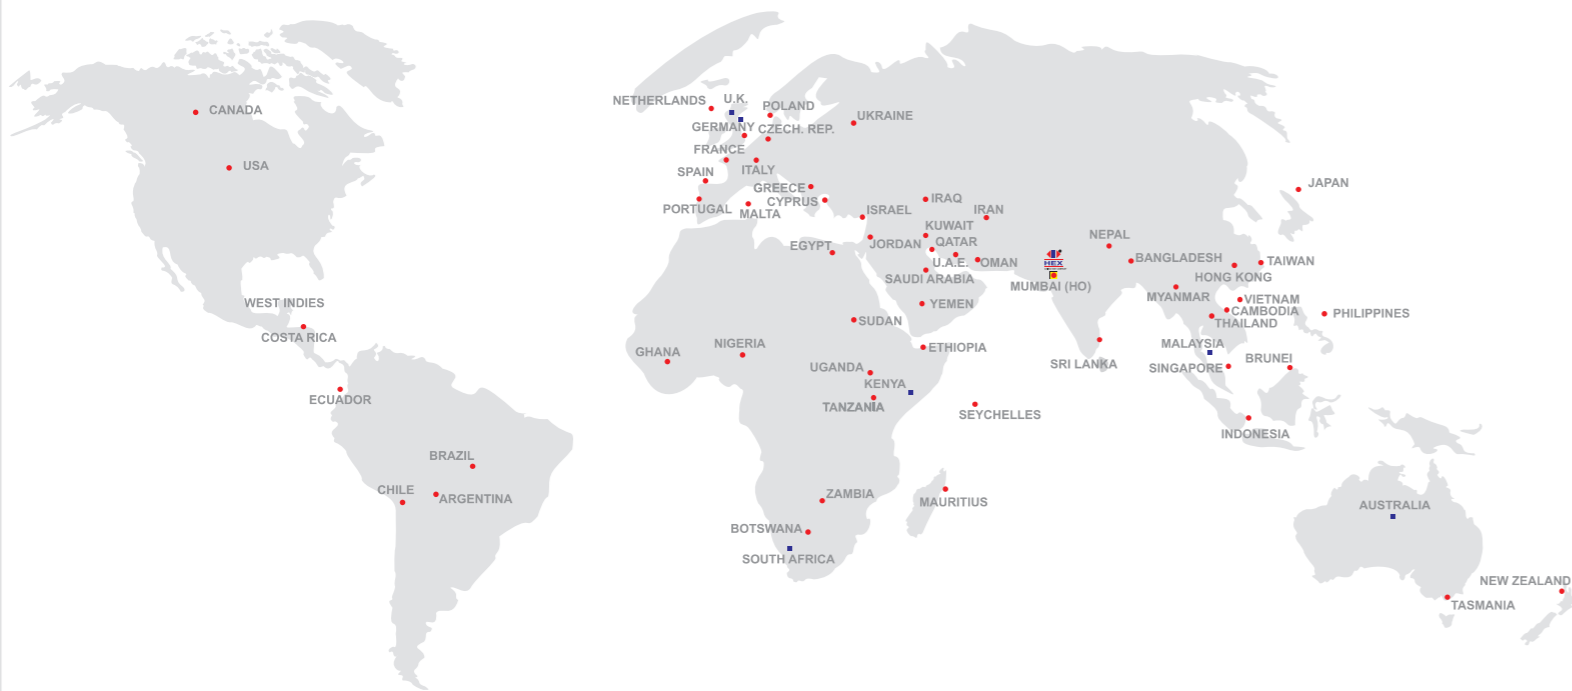 NETHERLANDS
U.K.
POLAND
CANADA
UKRAINE
GERMANY
CZECH. REP.
FRANCE
USA
SPAIN
ITALY
JAPAN
GREECE
IRAQ
CYPRUS
PORTUGAL
MALTA
ISRAEL
IRAN
KUWAIT
NEPAL
EGYPT
JORDAN
QATAR
BANGLADESH
TAIWAN
U.A.E.
OMAN
HEX
SAUDI ARABIA
HONG KONG
MUMBAI (HO)
MYANMAR
WEST INDIES
YEMEN
VIETNAM
CAMBODIA
PHILIPPINES
SUDAN
THAILAND
COSTA RICA
MALAYSIA
GHANA
NIGERIA
ETHIOPIA
BRUNEI
SRI LANKA
UGANDA
SINGAPORE
KENYA
ECUADOR
TANZANIA
SEYCHELLES
INDONESIA
BRAZIL
CHILE
ARGENTINA
ZAMBIA
MAURITIUS
AUSTRALIA
BOTSWANA
SOUTH AFRICA
NEW ZEALAND
TASMANIA